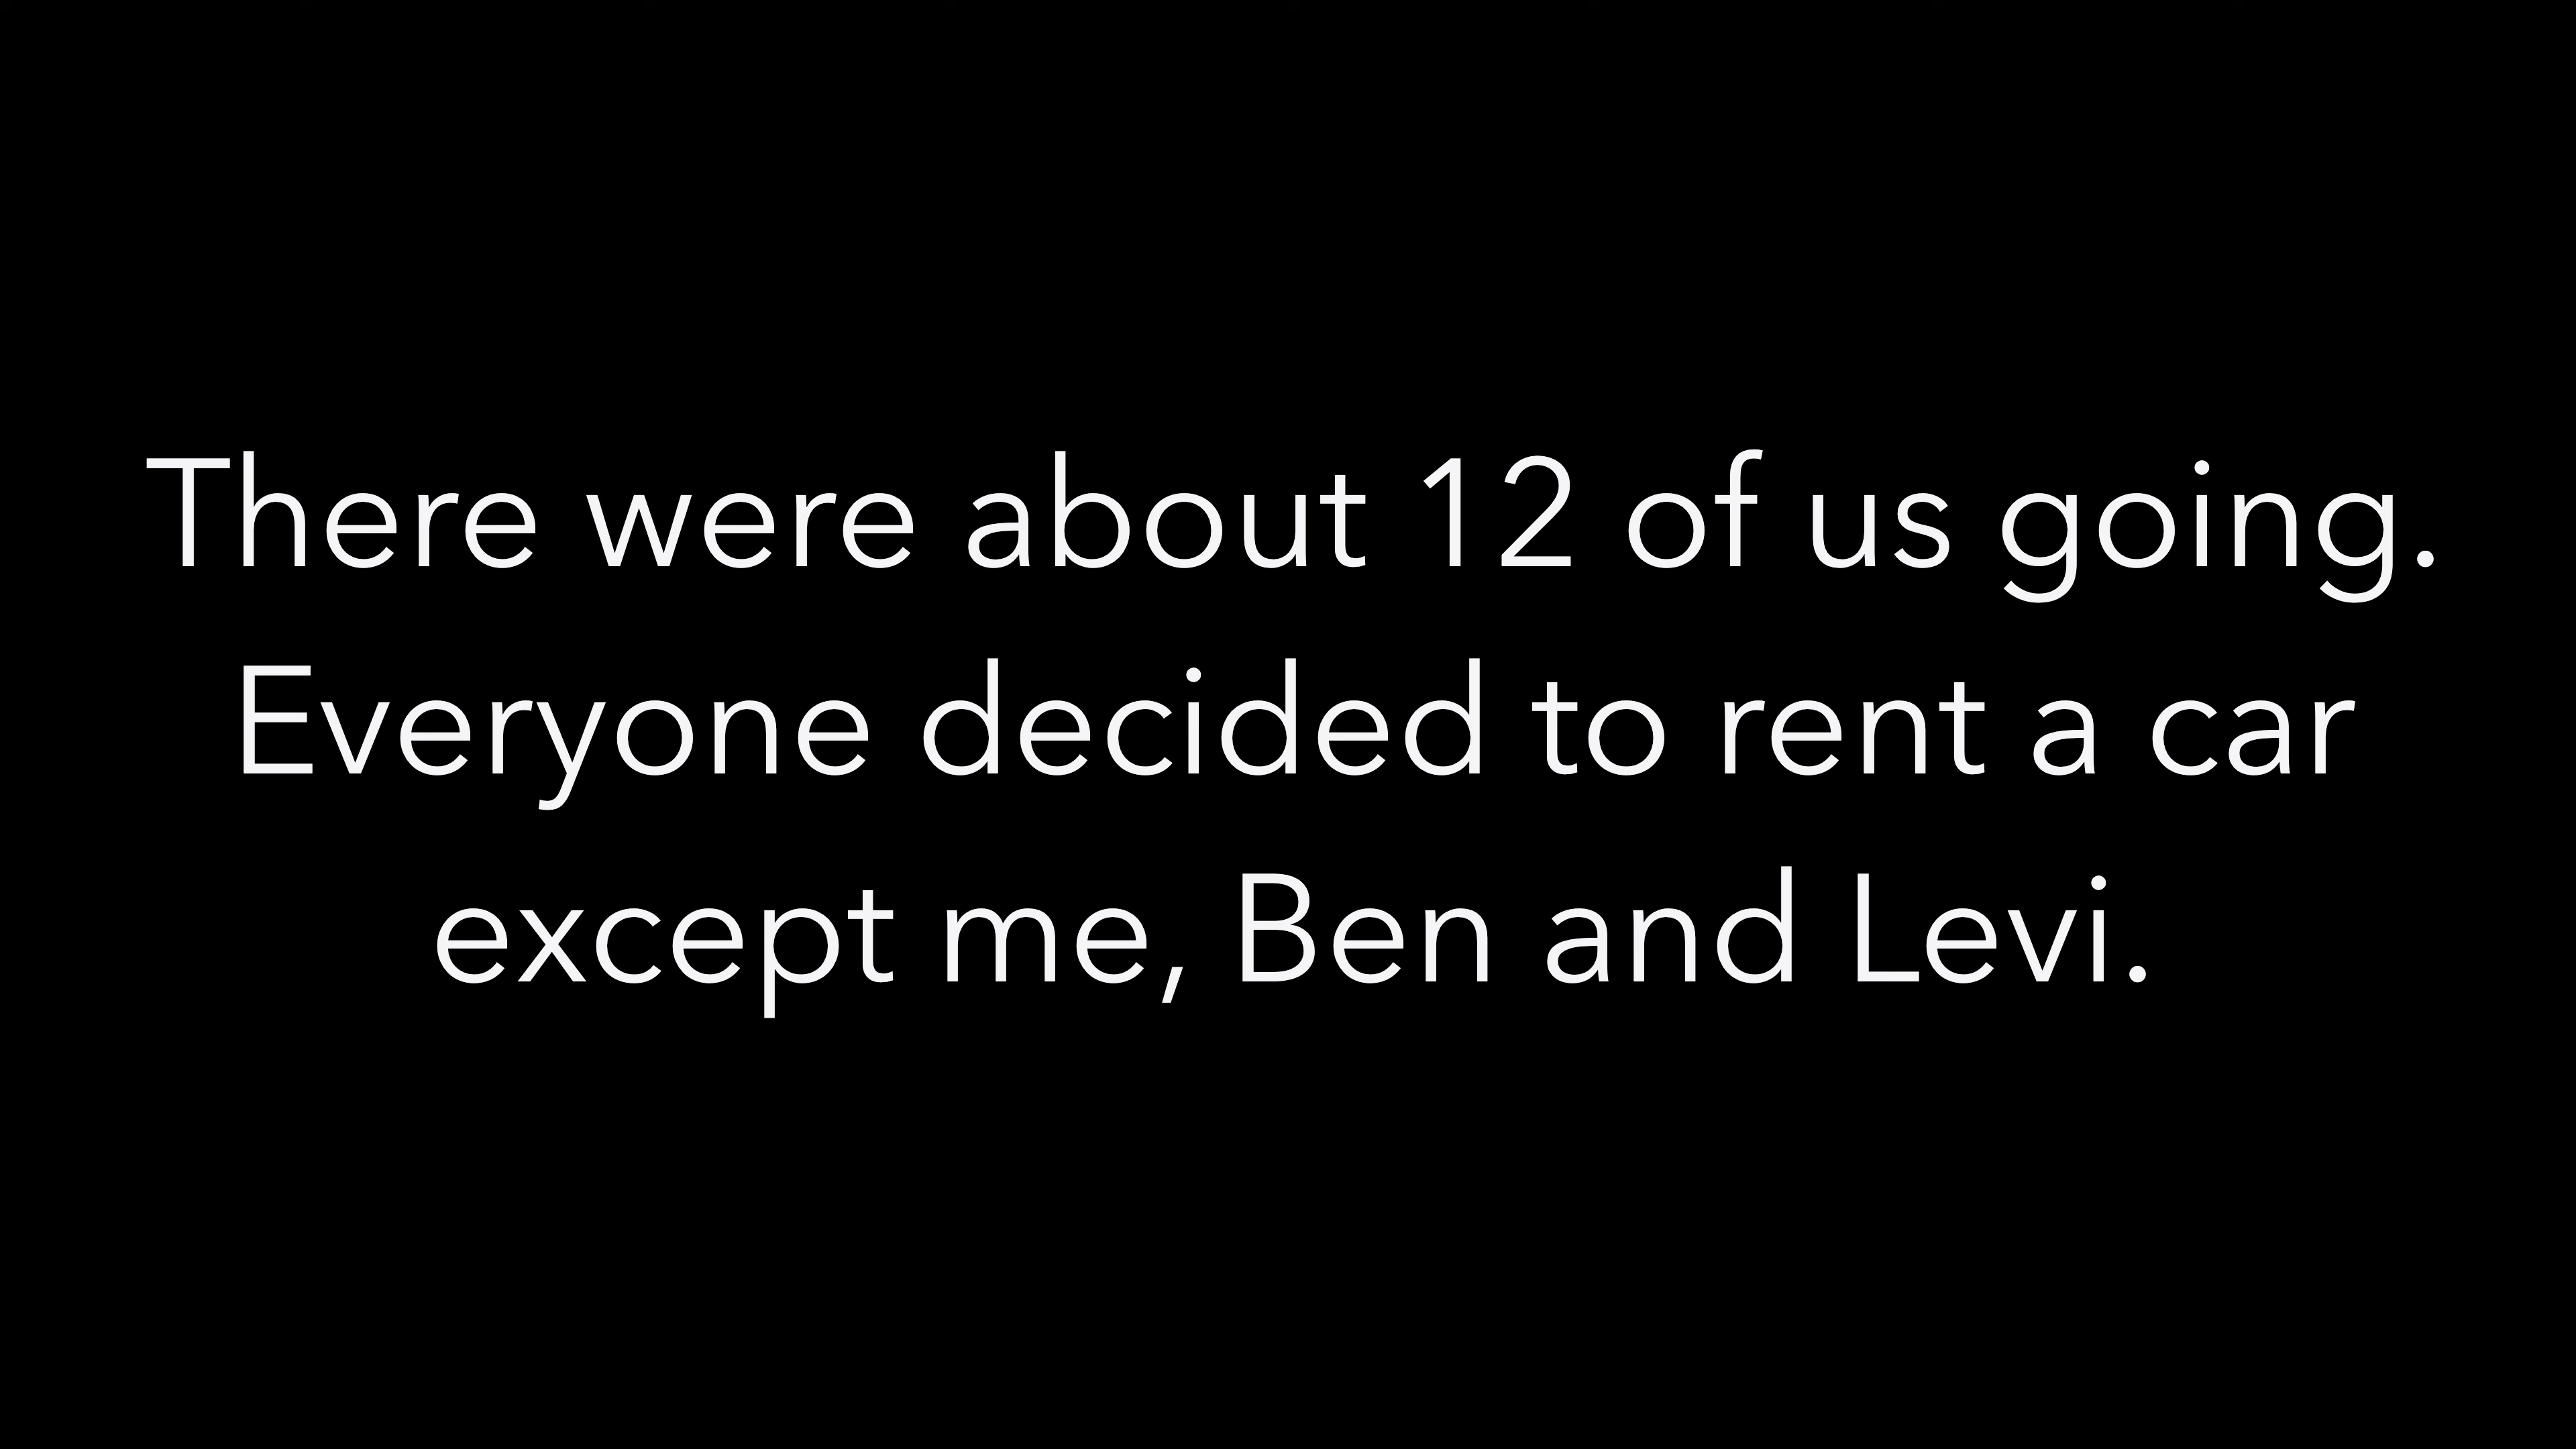 There were about 12 of us going.
Everyone decided to rent a car
except me, Ben and Levi.